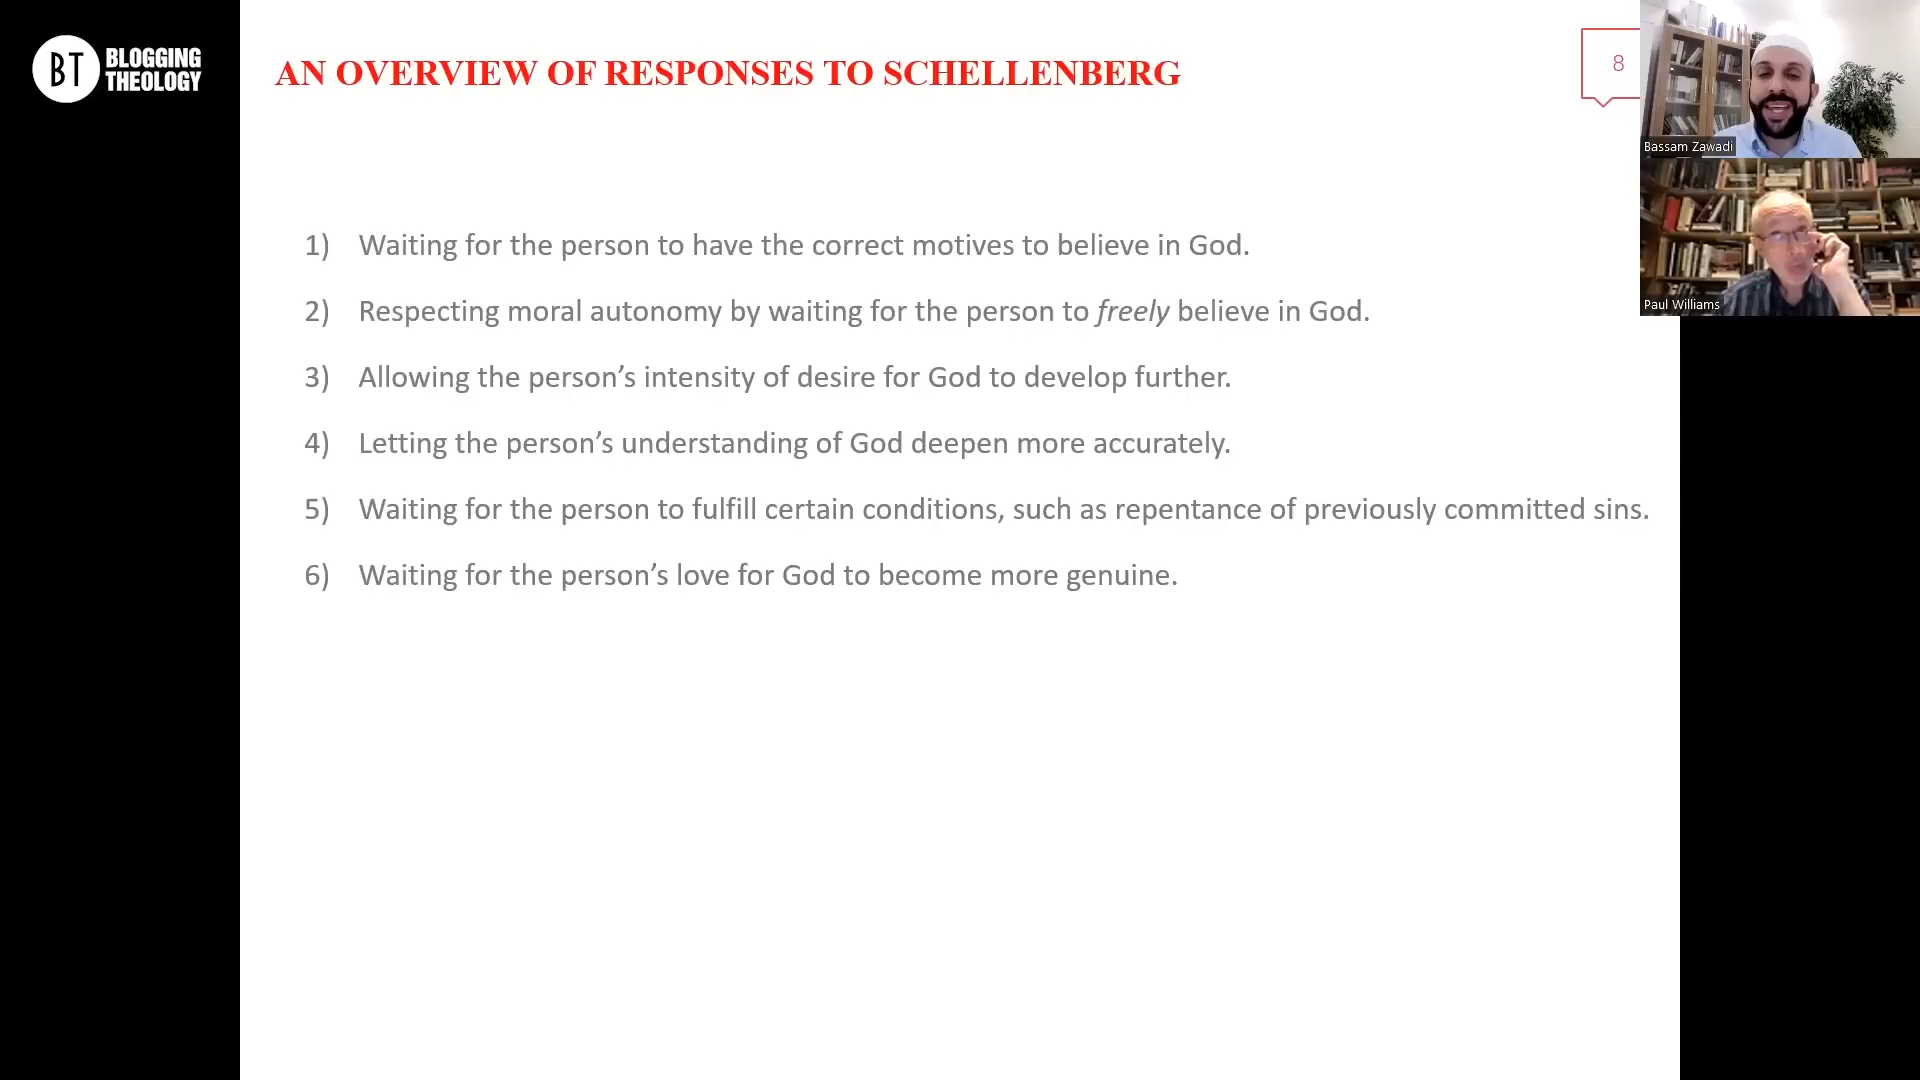 BT BLOGGING
THEOLOGY
AN OVERVIEW OF RESPONSES TO SCHELLENBERG
8
1) Waiting for the person to have the correct motives to believe in God.
2) Respecting moral autonomy by waiting for the person to freely believe in God.
3) Allowing the person’s intensity of desire for God to develop further.
4) Letting the person’s understanding of God deepen more accurately.
5) Waiting for the person to fulfill certain conditions, such as repentance of previously committed sins.
6) Waiting for the person’s love for God to become more genuine.
Bassam Zawadi
Paul Williams